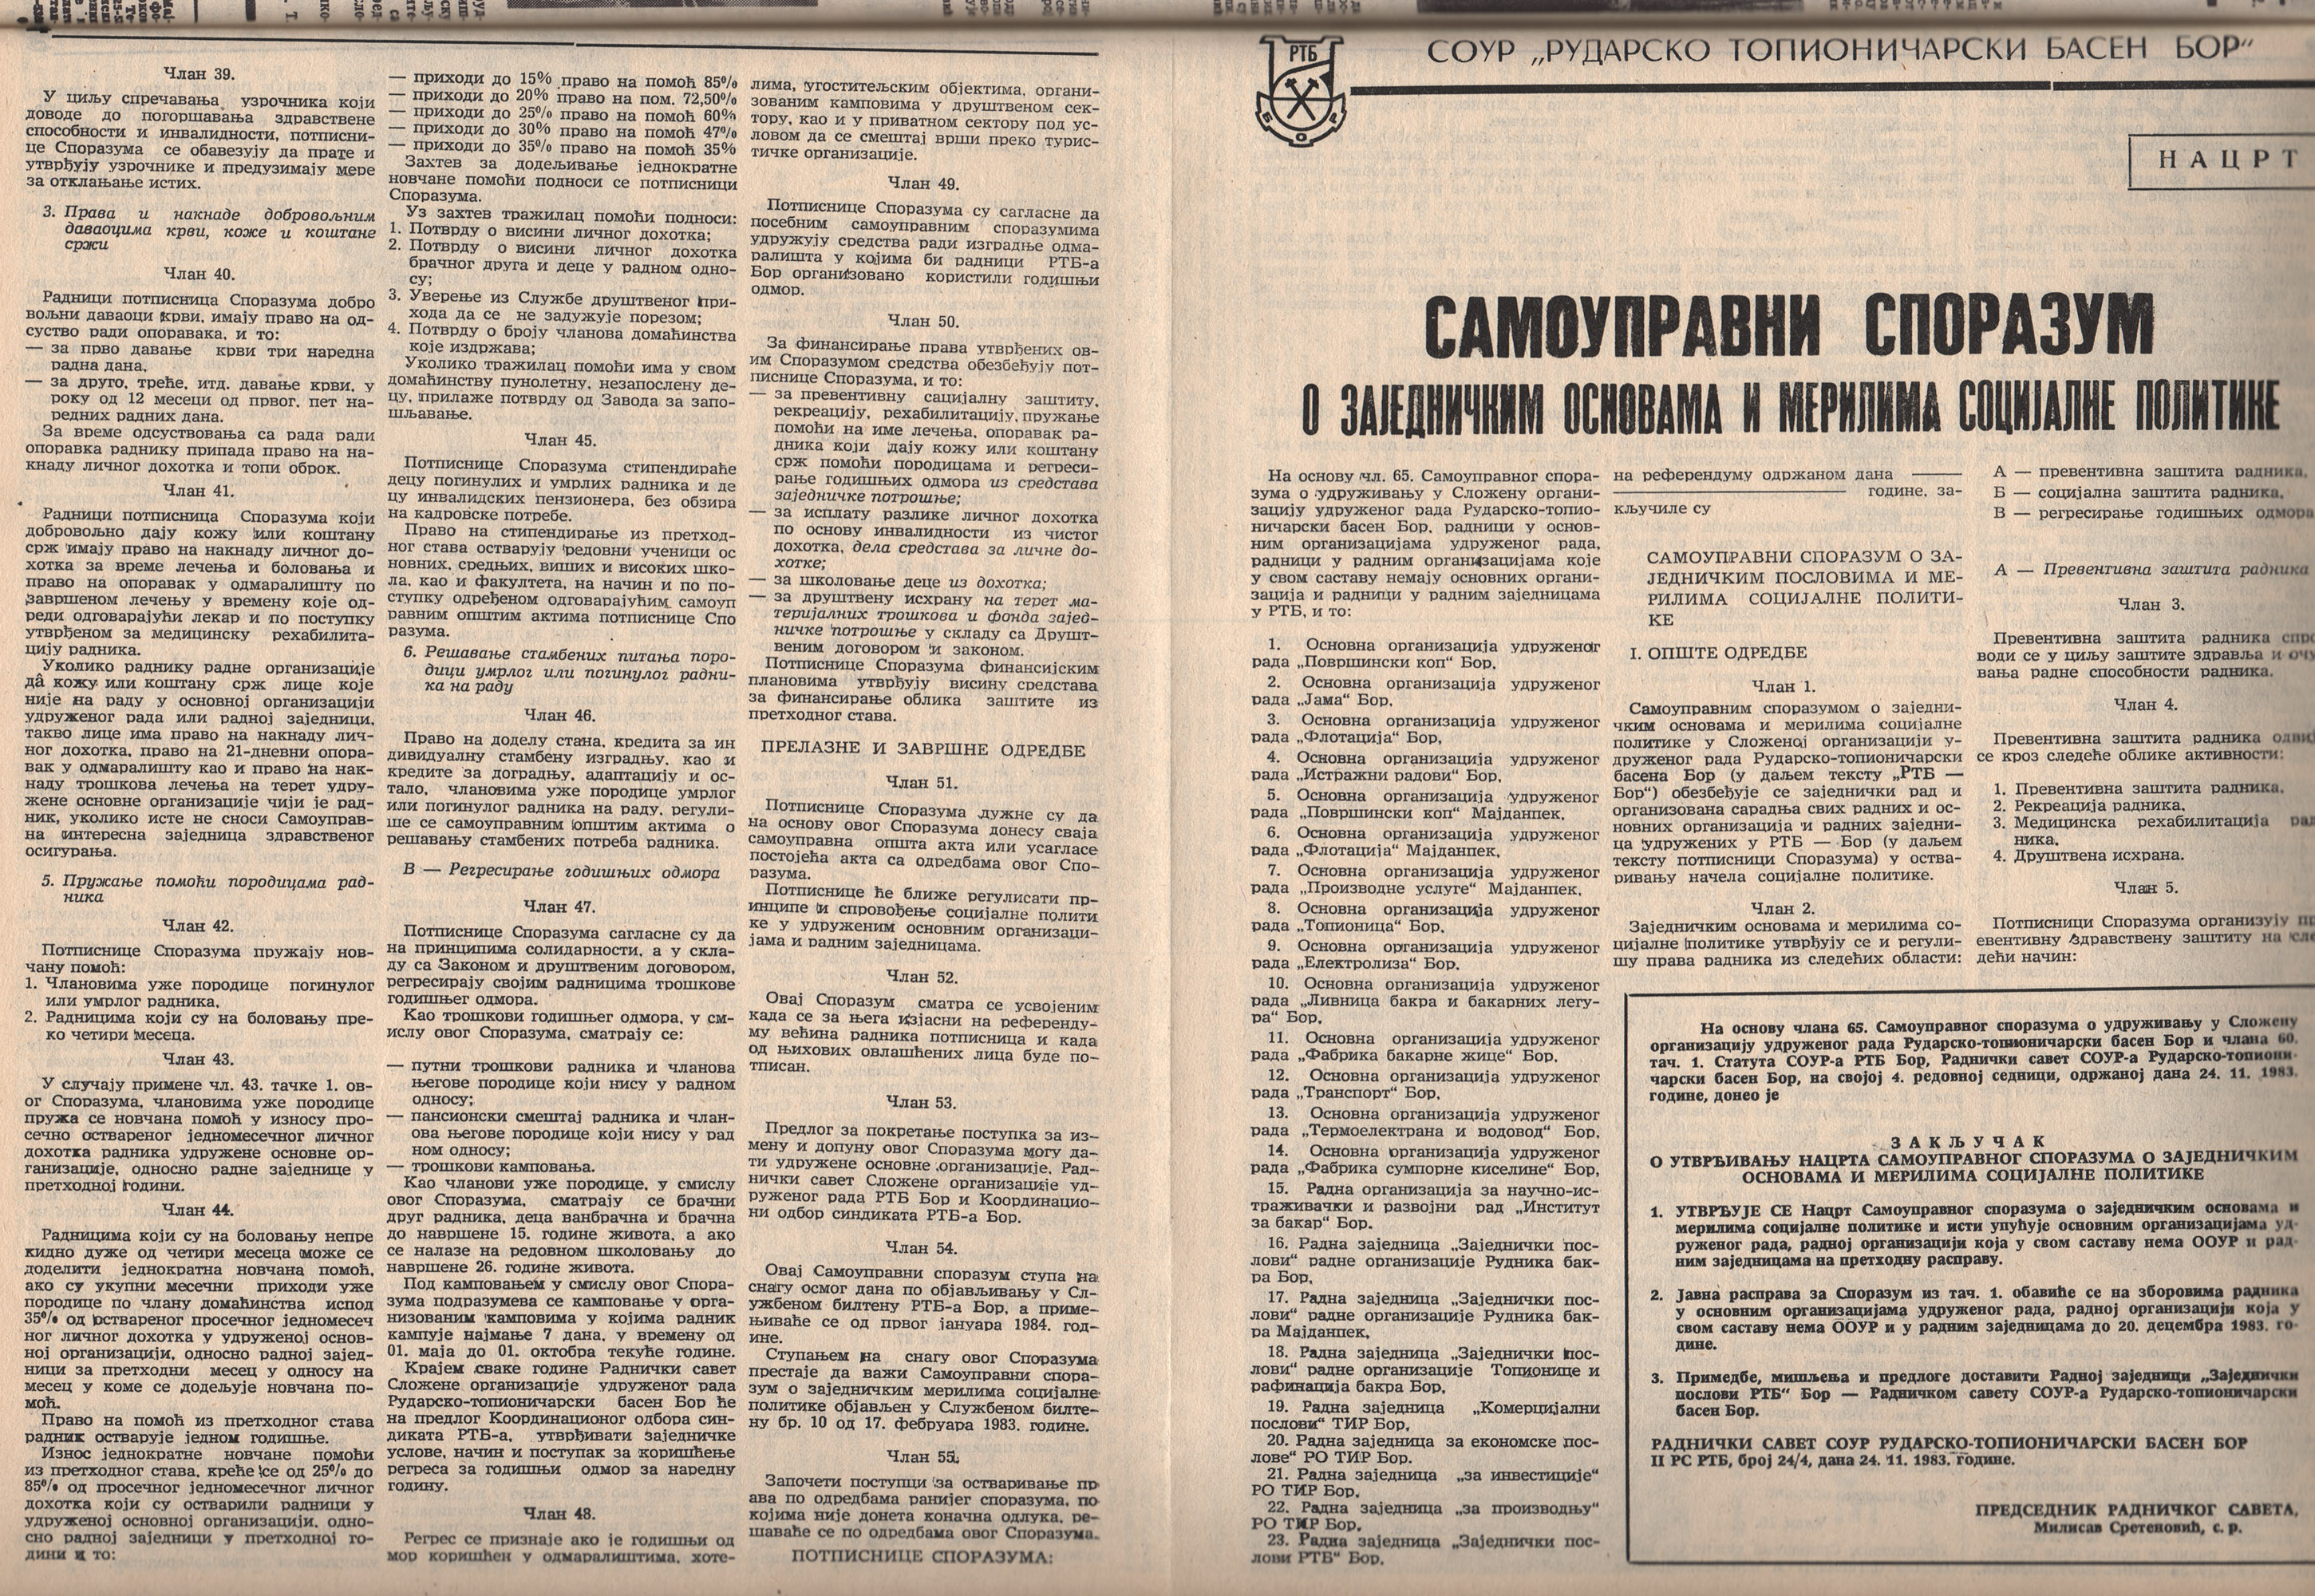 Члан 39.
У циљу спречавања узрочника који
доводе до погоршавања здравствене
способности и инвалидности, потписни-
це Споразума се обавезују да прате и
утврђују узрочнике и предузимају мере
за отклањање истих.
3. Права и накнаде добровољним
даваоцима крви, коже и коштане
сржи
Члан 40.
Радници потписница Споразума добро
вољни даваоци крви, имају право на од-
суство ради опоравака, и то:
— за прво давање крви три наредна
радна дана,
— за друго, треће, итд. давање крви, у
року од 12 месеци од првог, пет на-
редних радних дана.
За време одсуствовања са рада ради
опоравка раднику припада право на на-
кнаду личног дохотка и топи оброк.
Члан 41.
Радници потписница Споразума који
добровољно дају кожу или коштану
срж имају право на накнаду личног до-
хотка за време лечења и боловања и
право на опоравак у одмаралишту по
завршеном лечењу у времену које од-
реди одговарајући лекар и по поступку
утврђеном за медицинску рехабилита-
цију радника.
Уколико раднику радне организације
да кожу или коштану срж лице које
није на раду у основној организацији
удруженог рада или радној заједници,
такво лице има право на накнаду лич-
ног дохотка, право на 21-дневни опора-
вак у одмаралишту као и право на нак-
наду трошкова лечења на терет удру-
жене основне организације чији је рад-
ник, уколико исте не сноси Самоуправ-
на интересна заједница здравственог
осигурања.
5. Пружање помоћи породицама рад-
ника
Члан 42.
Потписнице Споразума пружају нов-
чану помоћ:
1. Члановима уже породице погинулог
или умрлог радника,
2. Радницима који су на боловању пре-
ко четири месеца.
Члан 43.
У случају примене чл. 43. тачке 1. ов-
ог Споразума, члановима уже породице
пружа се новчана помоћ у износу про-
сечно оствареног једномесечног личног
дохотка радника удружене основне ор-
ганизације, односно радне заједнице у
претходној години.
Члан 44.
Радницима који су на боловању непре
кидно дуже од четири месеца може се
доделити једнократна новчана помоћ,
ако су укупни месечни приходи уже
породице по члану домаћинства испод
35% од оствареног просечног једномесеч
ног личног дохотка у удруженој основ-
ној организацији, односно радној зајед-
ници за претходни месец у односу на
месец у коме се додељује новчана по-
моћ.
Право на помоћ из претходног става
радник остварује једном годишње.
Износ једнократне новчане помоћи
из претходног става, креће се од 25% до
85% од просечног једномесечног личног
дохотка који су остварили радници у
удруженој основној организацији, одно-
сно радној заједници у претходној го-
дини и то:
— приходи до 15% право на помоћ 85%
— приходи до 20% право на пом. 72,50%
— приходи до 25% право на помоћ 60%
— приходи до 30% право на помоћ 47%
— приходи до 35% право на помоћ 35%
Захтев за додељивање једнократне
новчане помоћи подноси се потписници
Споразума.
Уз захтев тражилац помоћи подноси:
1. Потврду о висини личног дохотка;
2. Потврду о висини личног дохотка
брачног друга и деце у радном одно-
су;
3. Уверење из Службе друштвеног при-
хода да се не задужује порезом;
4. Потврду о броју чланова домаћинства
које издржава;
Уколико тражилац помоћи има у свом
домаћинству пунолетну, незапослену де-
цу, прилаже потврду од Завода за запо-
шљавање.
Члан 45.
Потписнице Споразума стипендираће
децу погинулих и умрлих радника и де
цу инвалидских пензионера, без обзира
на кадровске потребе.
Право на стипендирање из претход-
ног става остварују редовни ученици ос
новних, средњих, виших и високих шко-
ла, као и факултета, на начин и по по-
ступку одређеном одговарајућим самоуп
равним општим актима потписнице Спо
разума.
6. Решавање стамбених питања поро-
дици умрлог или погинулог радни-
ка на раду
Члан 46.
Право на доделу стана, кредита за ин
дивидуалну стамбену изградњу, као и
кредите за доградњу, адаптацију и ос-
тало, члановима уже породице умрлог
или погинулог радника на раду, регули-
ше се самоуправним општим актима о
решавању стамбених потреба радника.
В — Регресирање годишњих одмора
Члан 47.
Потписнице Споразума сагласне су да
на принципима солидарности, а у скла-
ду са Законом и друштвеним договором,
регресирају својим радницима трошкове
годишњег одмора.
Као трошкови годишњег одмора, у см-
ислу овог Споразума, сматрају се:
— путни трошкови радника и чланова
његове породице који нису у радном
односу;
— пансионски смештај радника и члан-
ова његове породице који нису у рад
ном односу;
— трошкови камповања.
Као чланови уже породице, у смислу
овог Споразума, сматрају се брачни
друг радника, деца ванбрачна и брачна
до навршене 15. године живота, а ако
се налазе на редовном школовању до
навршене 26. године живота.
Под камповањем у смислу овог Спора-
зума подразумева се камповање у орга-
низованим камповима у којима радник
кампује најмање 7 дана, у времену од
01. маја до 01. октобра текуће године.
Крајем сваке године Раднички савет
Сложене организације удруженог рада
Рударско-топионичарски басен Бор ће
на предлог Координационог одбора син-
диката РТБ-а, утврђивати заједничке
услове, начин и поступак за коришћење
регреса за годишњи одмор за наредну
годину.
Члан 48.
Регрес се признаје ако је годишњи од
мор коришћен у одмаралиштима, хоте-
лима, угоститељским објектима, органи-
зованим камповима у друштвеном сек-
тору, као и у приватном сектору под ус-
ловом да се смештај врши преко турис-
тичке организације.
Члан 49.
Потписнице Споразума су сагласне да
посебним самоуправним споразумима
удружују средства ради изградње одма-
ралишта у којима би радници РТБ-а
Бор организовано користили годишњи
одмор.
Члан 50.
За финансирање права утврђених ов-
им Споразумом средства обезбеђују пот-
писнице Споразума, и то:
— за превентивну сацијалну заштиту,
рекреацију, рехабилитацију, пружање
помоћи на име лечења, опоравак ра-
дника који дају кожу или коштану
срж помоћи породицама и регреси-
рање годишњих одмора из средстава
заједничке потрошње;
— за исплату разлике личног дохотка
по основу инвалидности из чистог
дохотка, дела средстава за личне до-
хотке;
— за школовање деце из дохотка;
— за друштвену исхрану на терет ма-
теријалних трошкова и фонда зајед-
ничке потрошње у складу са Друшт-
веним договором и законом.
Потписнице Споразума финансијским
плановима утврђују висину средстава
за финансирање облика заштите из
претходног става.
ПРЕЛАЗНЕ И ЗАВРШНЕ ОДРЕДБЕ
Члан 51.
Потписнице Споразума дужне су да
на основу овог Споразума донесу сваја
самоуправна општа акта или усагласе
постојећа акта са одредбама овог Спо-
разума.
Потписнице ће ближе регулисати пр-
инципе и спровођење социјалне полити
ке у удруженим основним организаци-
јама и радним заједницама.
Члан 52.
Овај Споразум сматра се усвојеним
када се за њега изјасни на референду-
му већина радника потписница и када
од њихових овлашћених лица буде по-
тписан.
Члан 53.
Предлог за покретање поступка за из-
мену и допуну овог Споразума могу да-
ти удружене основне организације, Рад-
нички савет Сложене организације уд-
руженог рада РТБ Бор и Координацио-
ни одбор синдиката РТБ-а Бор.
Члан 54.
Овај Самоуправни споразум ступа на
снагу осмог дана по објављивању у Сл-
ужбеном билтену РТБ-а Бор, а приме-
њиваће се од првог јануара 1984. год-
ине.
Ступањем на снагу овог Споразума
престаје да важи Самоуправни спора-
зум о заједничким мерилима социјалне
политике објављен у Службеном билте-
ну бр. 10 од 17. фебруара 1983. године.
Члан 55.
Започети поступци за остваривање пр
ава по одредбама ранијег споразума, по
којима није донета коначна одлука, ре-
шаваће се по одредбама овог Споразума.
ПОТПИСНИЦЕ СПОРАЗУМА:
РТБ
БОР
СОУР „РУДАРСКО ТОПИОНИЧАРСКИ БАСЕН БОР“
НАЦРТ
САМОУПРАВНИ СПОРАЗУМ
О ЗАЈЕДНИЧКИМ ОСНОВАМА И МЕРИЛИМА СОЦИЈАЛНЕ ПОЛИТИКЕ
На основу чл. 65. Самоуправног спора-
зума о удруживању у Сложену органи-
зацију удруженог рада Рударско-топио-
ничарски басен Бор, радници у основ-
ним организацијама удруженог рада,
радници у радним организацијама које
у свом саставу немају основних органи-
зација и радници у радним заједницама
у РТБ, и то:
1. Основна организација удруженог
рада „Површински коп“ Бор,
2. Основна организација удруженог
рада „Јама“ Бор,
3. Основна организација удруженог
рада „Флотација“ Бор,
4. Основна организација удруженог
рада „Истражни радови“ Бор,
5. Основна организација удруженог
рада „Површински коп“ Мајданпек,
6. Основна организација удруженог
рада „Флотација“ Мајданпек,
7. Основна организација удруженог
рада „Производне услуге“ Мајданпек,
8. Основна организација удруженог
рада „Топионица“ Бор,
9. Основна организација удруженог
рада „Електролиза“ Бор,
10. Основна организација удруженог
рада „Ливница бакра и бакарних легу-
ра“ Бор,
11. Основна организација удруженог
рада „Фабрика бакарне жице“ Бор,
12. Основна организација удруженог
рада „Транспорт“ Бор,
13. Основна организација удруженог
рада „Термоелектрана и водовод“ Бор,
14. Основна организација удруженог
рада „Фабрика сумпорне киселине“ Бор,
15. Радна организација за научно-ис-
траживачки и развојни рад „Институт
за бакар“ Бор.
16. Радна заједница „Заједнички пос-
лови“ радне организације Рудника бак-
ра Бор,
17. Радна заједница „Заједнички пос-
лови“ радне организације Рудника бак-
ра Мајданпек,
18. Радна заједница „Заједнички пос-
лови“ радне организације Топионице и
рафинација бакра Бор,
19. Радна заједница „Комерцијални
послови“ ТИР Бор,
20. Радна заједница за економске пос-
лове“ РО ТИР Бор.
21. Радна заједница „за инвестиције“
РО ТИР Бор,
22. Радна заједница „за производњу“
РО ТИР Бор,
23. Радна заједница „Заједнички пос-
лови РТБ“ Бор,
на референдуму одржаном дана
године, за-
кључиле су
САМОУПРАВНИ СПОРАЗУМ О ЗА-
ЈЕДНИЧКИМ ПОСЛОВИМА И МЕ-
РИЛИМА СОЦИЈАЛНЕ ПОЛИТИ-
КЕ
I. ОПШТЕ ОДРЕДБЕ
Члан 1.
Самоуправним споразумом о заједни-
чким основама и мерилима социјалне
политике у Сложеној организацији у-
друженог рада Рударско-топионичарски
басена Бор (у даљем тексту „РТБ —
Бор“) обезбеђује се заједнички рад и
организована сарадња свих радних и ос-
новних организација и радних заједни-
ца удружених у РТБ — Бор (у даљем
тексту потписници Споразума) у оства-
ривању начела социјалне политике.
Члан 2.
Заједничким основама и мерилима со-
цијалне политике утврђују се и регули-
шу права радника из следећих области:
А — превентивна заштита радника,
Б — социјална заштита радника,
В — регресирање годишњих одмора
А — Превентивна заштита радника
Члан 3.
Превентивна заштита радника спро
води се у циљу заштите здравља и очу
вања радне способности радника.
Члан 4.
Превентивна заштита радника одви
се кроз следеће облике активности:
1. Превентивна заштита радника,
2. Рекреација радника,
3. Медицинска рехабилитација рад
ника,
4. Друштвена исхрана.
Члан 5.
Потписници Споразума организују пр
евентивну здравствену заштиту на сле
дећи начин:
На основу члана 65. Самоуправног споразума о удруживању у Сложену
организацију удруженог рада Рударско-топионичарски басен Бор и члана 60.
тач. 1. Статута СОУР-а РТБ Бор, Раднички савет СОУР-а Рударско-топиони-
чарски басен Бор, на својој 4. редовној седници, одржаној дана 24. 11. 1983.
године, донео је
ЗАКЉУЧАК
О УТВРЂИВАЊУ НАЦРТА САМОУПРАВНОГ СПОРАЗУМА О ЗАЈЕДНИЧКИМ
ОСНОВАМА И МЕРИЛИМА СОЦИЈАЛНЕ ПОЛИТИКЕ
1. УТВРЂУЈЕ СЕ Нацрт Самоуправног споразума о заједничким основама и
мерилима социјалне политике и исти упућује основним организацијама уд-
руженог рада, радној организацији која у свом саставу нема ООУР и рад-
ним заједницама на претходну расправу.
2. Јавна расправа за Споразум из тач. 1. обавиће се на зборовима радника
у основним организацијама удруженог рада, радној организацији која у
свом саставу нема ООУР и у радним заједницама до 20. децембра 1983. го-
дине.
3. Примедбе, мишљења и предлоге доставити Радној заједници „Заједнички
послови РТБ“ Бор — Радничком савету СОУР-а Рударско-топионичарски
басен Бор.
РАДНИЧКИ САВЕТ СОУР РУДАРСКО-ТОПИОНИЧАРСКИ БАСЕН БОР
II РС РТБ, број 24/4, дана 24. 11. 1983. године.
ПРЕДСЕДНИК РАДНИЧКОГ САВЕТА,
Милисав Сретеновић, с. р.